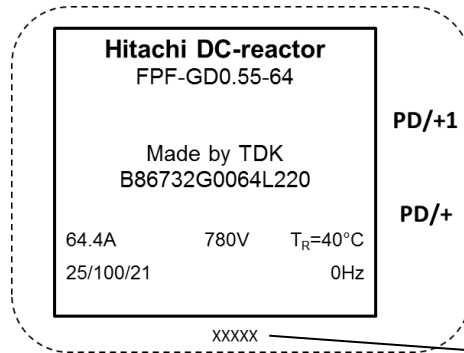 Hitachi DC-reactor
FPF-GD0.55-64
PD/+1
Made by TDK
B86732G0064L220
PD/+
64.4A 780V TR=40°C
25/100/21 0Hz
XXXXX